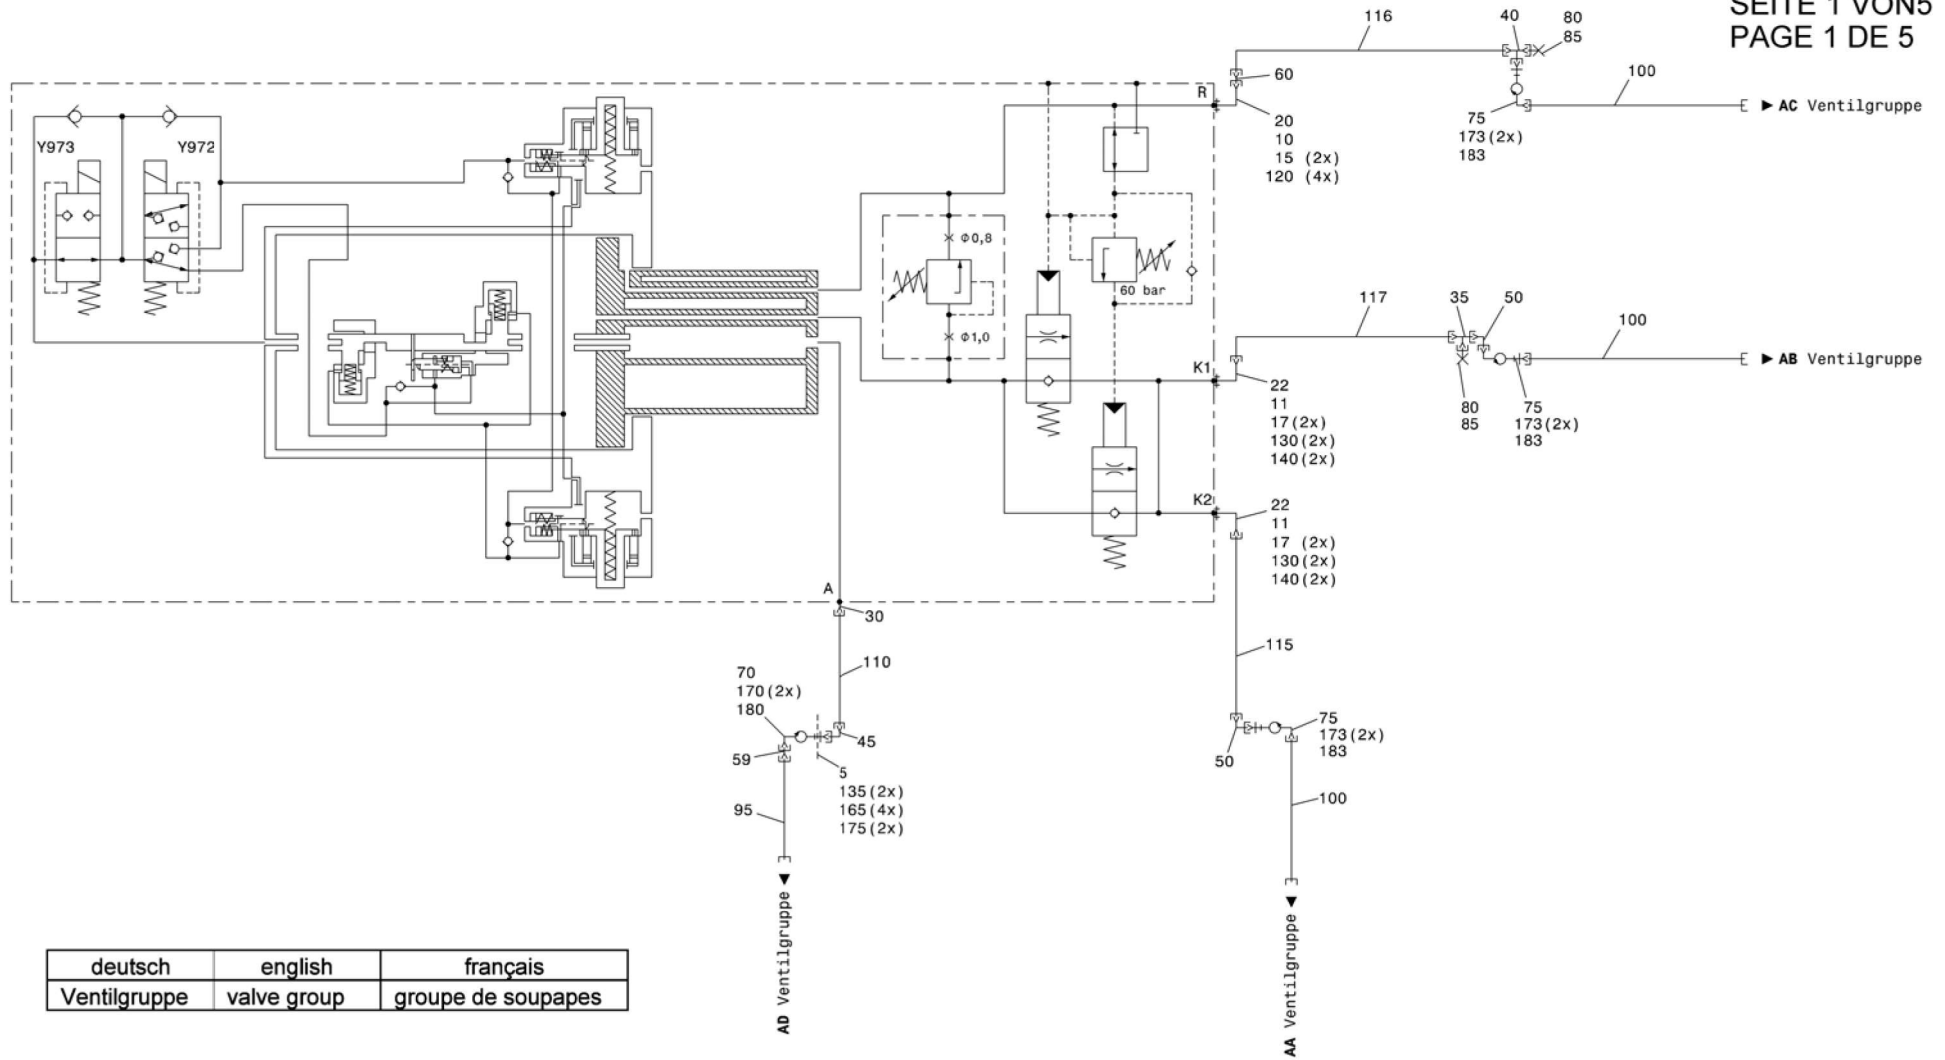 SEITE 1 VON5
PAGE 1 DE 5
116
40
80
85
60
100
R
20
10
15 (2x)
120 (4x)
75
173(2x)
183
► AC Ventilgruppe
Y973
Y972
ϕ0,8
60 bar
ϕ1,0
117
35
50
100
K1
► AB Ventilgruppe
22
11
17(2x)
130(2x)
140(2x)
80
85
75
173(2x)
183
K2
22
11
17 (2x)
130(2x)
140(2x)
A
30
115
110
70
170(2x)
180
45
59
5
135(2x)
165(4x)
175(2x)
95
75
173(2x)
183
50
100
AD Ventilgruppe ►
AA Ventilgruppe ►
deutsch english français
Ventilgruppe valve group groupe de soupapes